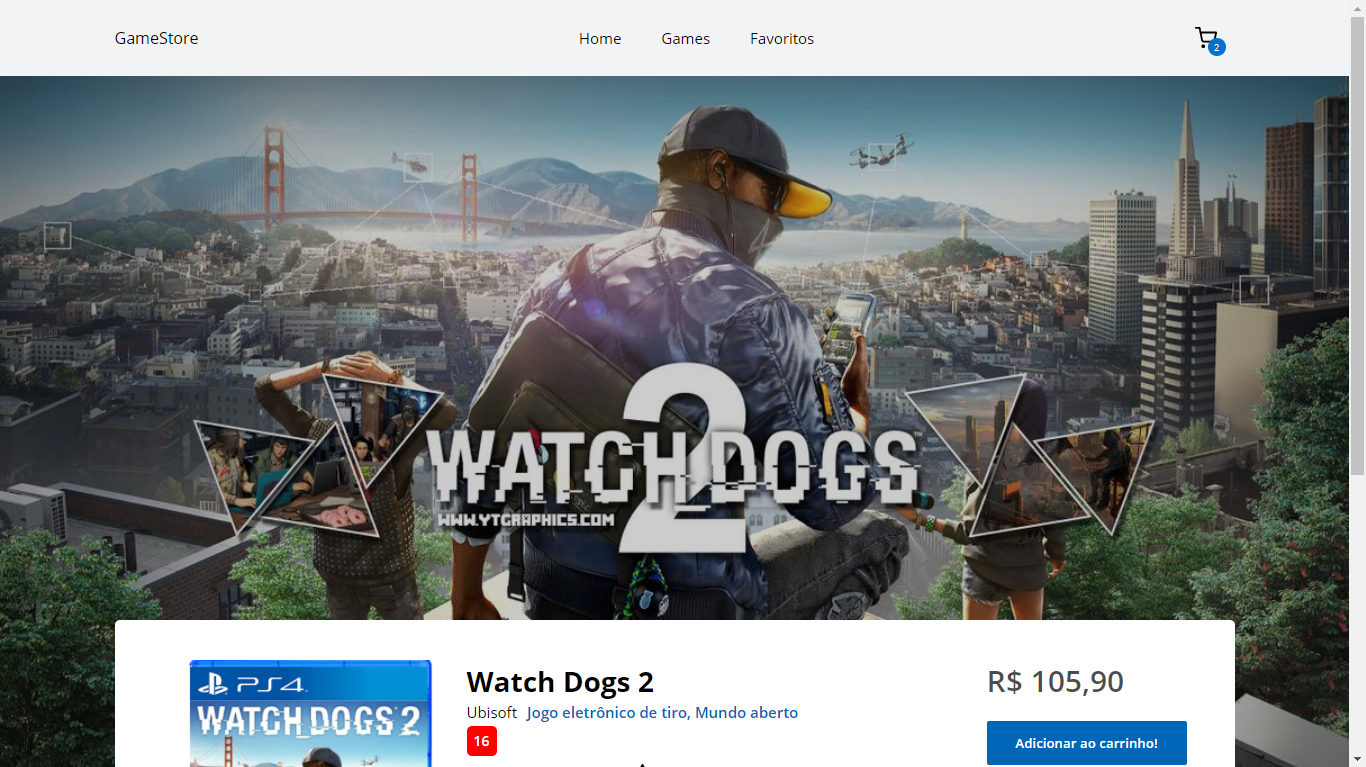 GameStore
Home
Games
Favoritos
2
2
WATCH DOGS™
WWW.YTGRAPHICS.COM
PS4
WATCH DOGS 2
Watch Dogs 2
Ubisoft Jogo eletrônico de tiro, Mundo aberto
16
R$ 105,90
Adicionar ao carrinho!